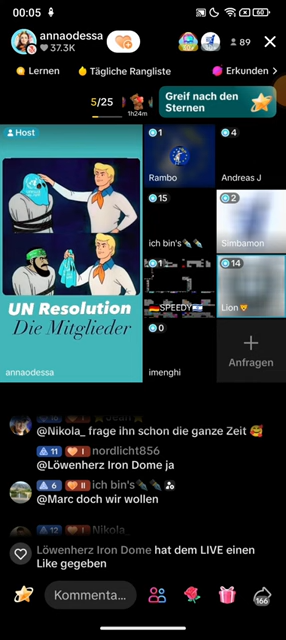 00:05
60
annaodessa
37.3K
89
Lernen
Tägliche Rangliste
Erkunden >
5/25
1h24m
Greif nach den
Sternen
Host
1
4
Rambo
Andreas J
15
2
ich bin's✒️✒️
Simbamon
UN Resolution
Die Mitglieder
1
14
🇩🇪SPEEDY🇮🇱
Lion🦁
0
+
annaodessa
imenghi
Anfragen
@Nikola_ frage ihn schon die ganze Zeit 🥰
11 I nordlicht856
@Löwenherz Iron Dome ja
6 II ich bin's✒️✒️
@Marc doch wir wollen
12 I Nikola_
Löwenherz Iron Dome hat dem LIVE einen
Like gegeben
Kommenta...
166